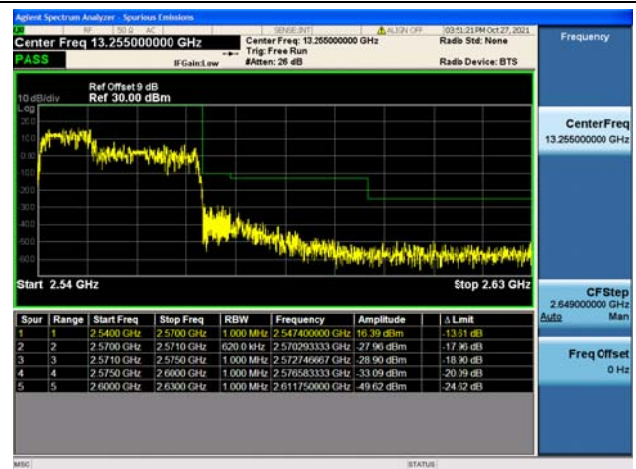 Agilent Spectrum Analyzer - Spurious Emissions
RF 50 Ω AC SENSE:INT ALIGN OFF 03:51:21 PM Oct 27, 2021
Center Freq 13.255000000 GHz
Center Freq: 13.255000000 GHz
Radio Std: None
Trig: Free Run
PASS IFGain:Low #Atten: 26 dB Radio Device: BTS
Ref Offset 9 dB
10 dB/div Ref 30.00 dBm
Log
20.0
10.0
0.00
-10.0
-20.0
-30.0
-40.0
-50.0
-60.0
Start 2.54 GHz Stop 2.63 GHz
Spur Range Start Freq Stop Freq RBW Frequency Amplitude Δ Limit
1 1 2.5400 GHz 2.5700 GHz 1.000 MHz 2.547400000 GHz 16.39 dBm -13.61 dB
2 2 2.5700 GHz 2.5710 GHz 620.0 kHz 2.570293333 GHz -27.96 dBm -17.96 dB
3 3 2.5710 GHz 2.5750 GHz 1.000 MHz 2.572746667 GHz -28.90 dBm -18.90 dB
4 4 2.5750 GHz 2.6000 GHz 1.000 MHz 2.576583333 GHz -33.09 dBm -20.09 dB
5 5 2.6000 GHz 2.6300 GHz 1.000 MHz 2.611750000 GHz -49.62 dBm -24.62 dB
MSG STATUS
Frequency
Center Freq
13.255000000 GHz
CF Step
2.649000000 GHz
Auto Man
Freq Offset
0 Hz